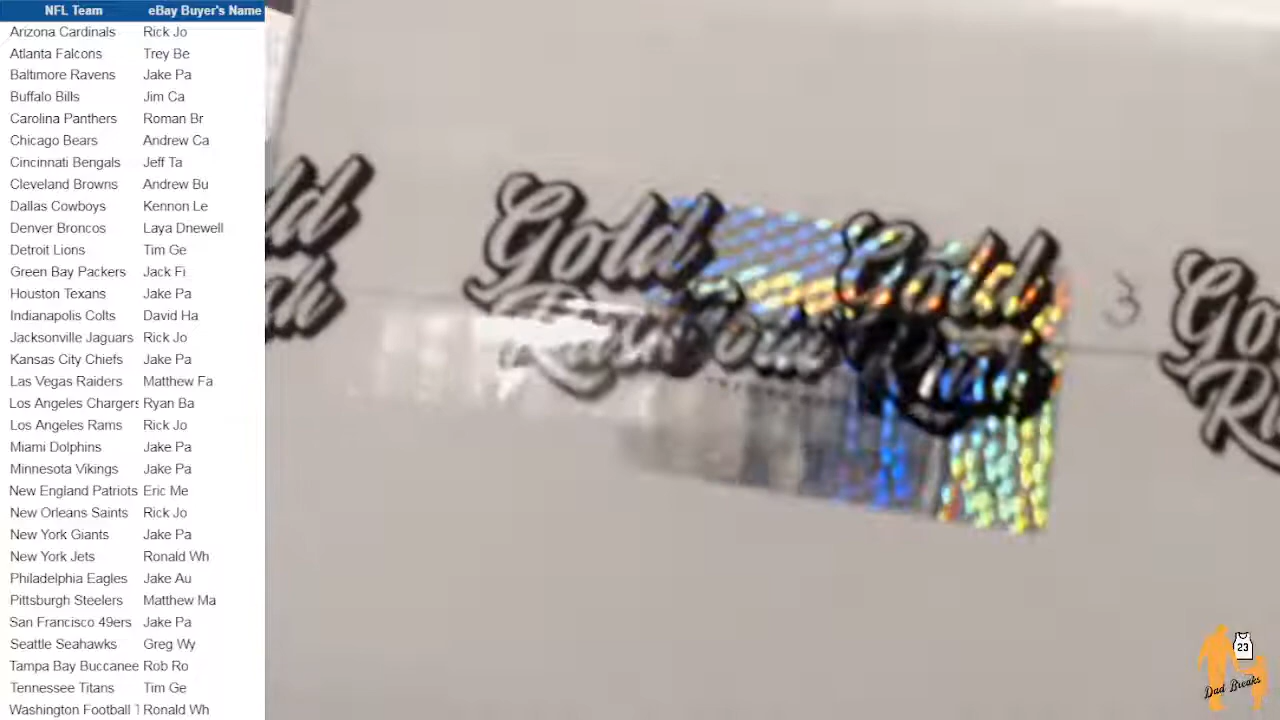 NFL Team eBay Buyer's Name
Arizona Cardinals Rick Jo
Atlanta Falcons Trey Be
Baltimore Ravens Jake Pa
Buffalo Bills Jim Ca
Carolina Panthers Roman Br
Chicago Bears Andrew Ca
Cincinnati Bengals Jeff Ta
Cleveland Browns Andrew Bu
Dallas Cowboys Kennon Le
Denver Broncos Laya Dnewell
Detroit Lions Tim Ge
Green Bay Packers Jack Fi
Houston Texans Jake Pa
Indianapolis Colts David Ha
Jacksonville Jaguars Rick Jo
Kansas City Chiefs Jake Pa
Las Vegas Raiders Matthew Fa
Los Angeles Chargers Ryan Ba
Los Angeles Rams Rick Jo
Miami Dolphins Jake Pa
Minnesota Vikings Jake Pa
New England Patriots Eric Me
New Orleans Saints Rick Jo
New York Giants Jake Pa
New York Jets Ronald Wh
Philadelphia Eagles Jake Au
Pittsburgh Steelers Matthew Ma
San Francisco 49ers Jake Pa
Seattle Seahawks Greg Wy
Tampa Bay Buccanee Rob Ro
Tennessee Titans Tim Ge
Washington Football Ronald Wh
Gold
Rush
Gold
3
23
Dad Breaks